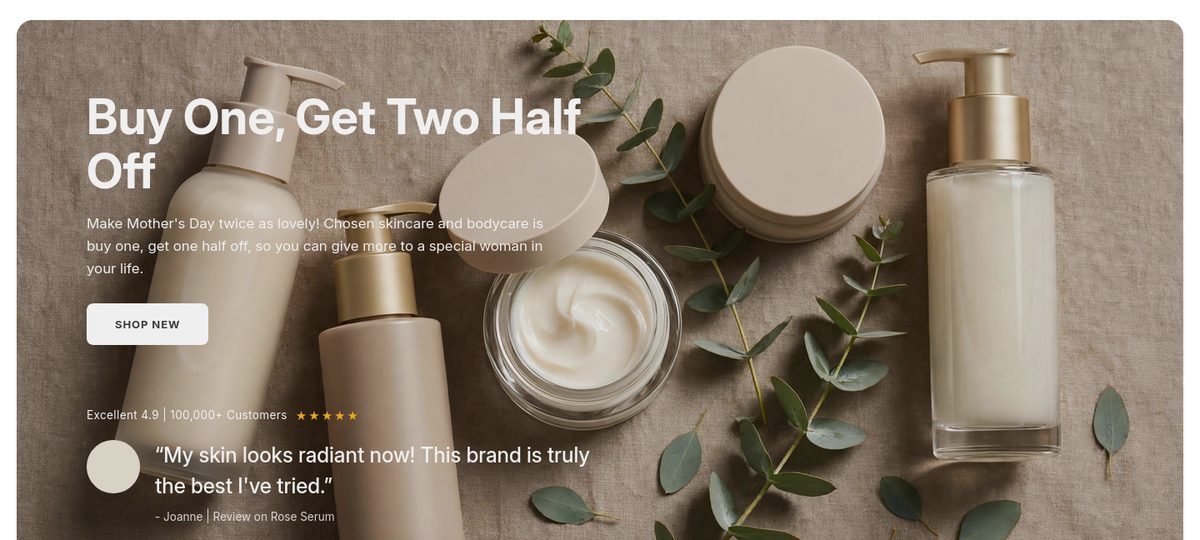 Buy One, Get Two Half
Off
Make Mother's Day twice as lovely! Chosen skincare and bodycare is
buy one, get one half off, so you can give more to a special woman in
your life.
SHOP NEW
Excellent 4.9 | 100,000+ Customers ★★★★★
“My skin looks radiant now! This brand is truly
the best I've tried.”
- Joanne | Review on Rose Serum